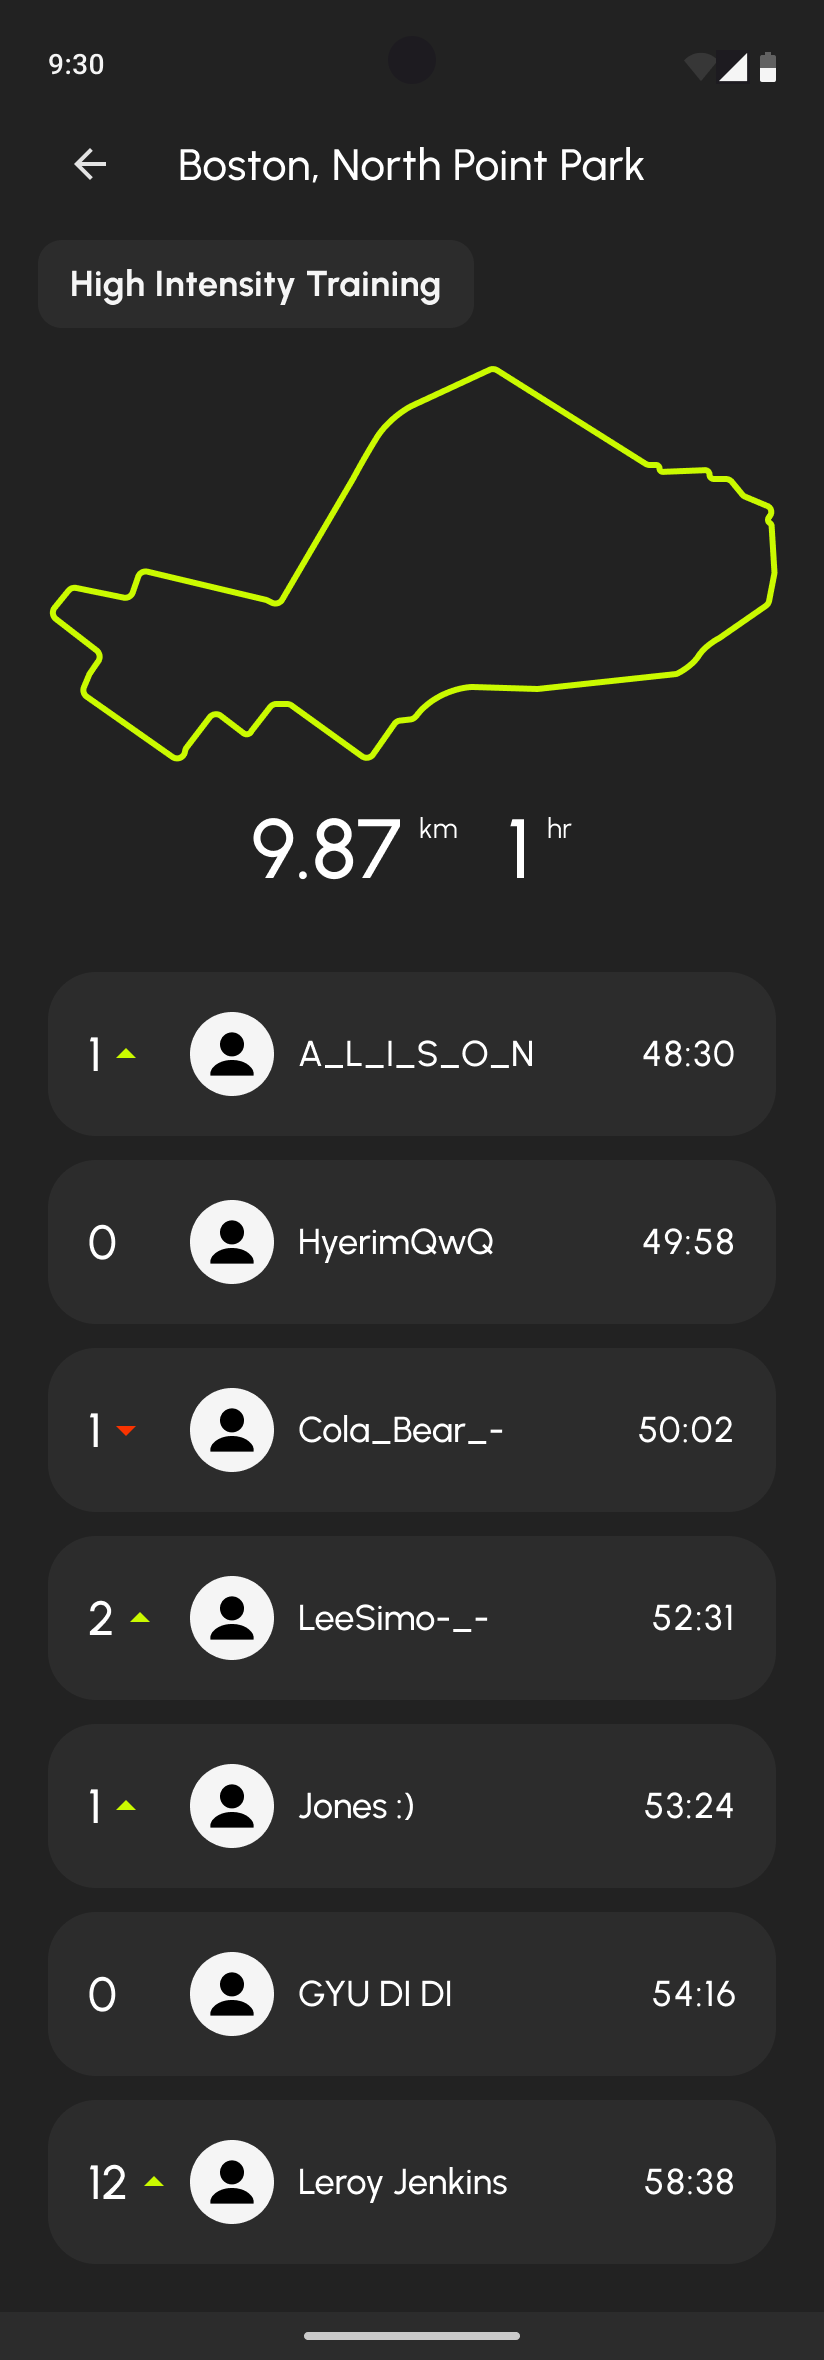 9:30
Boston, North Point Park
High Intensity Training
9.87 km 1 hr
1 A_L_I_S_O_N 48:30
0 HyerimQwQ 49:58
1 Cola_Bear_- 50:02
2 LeeSimo-_- 52:31
1 Jones :) 53:24
0 GYU DI DI 54:16
12 Leroy Jenkins 58:38